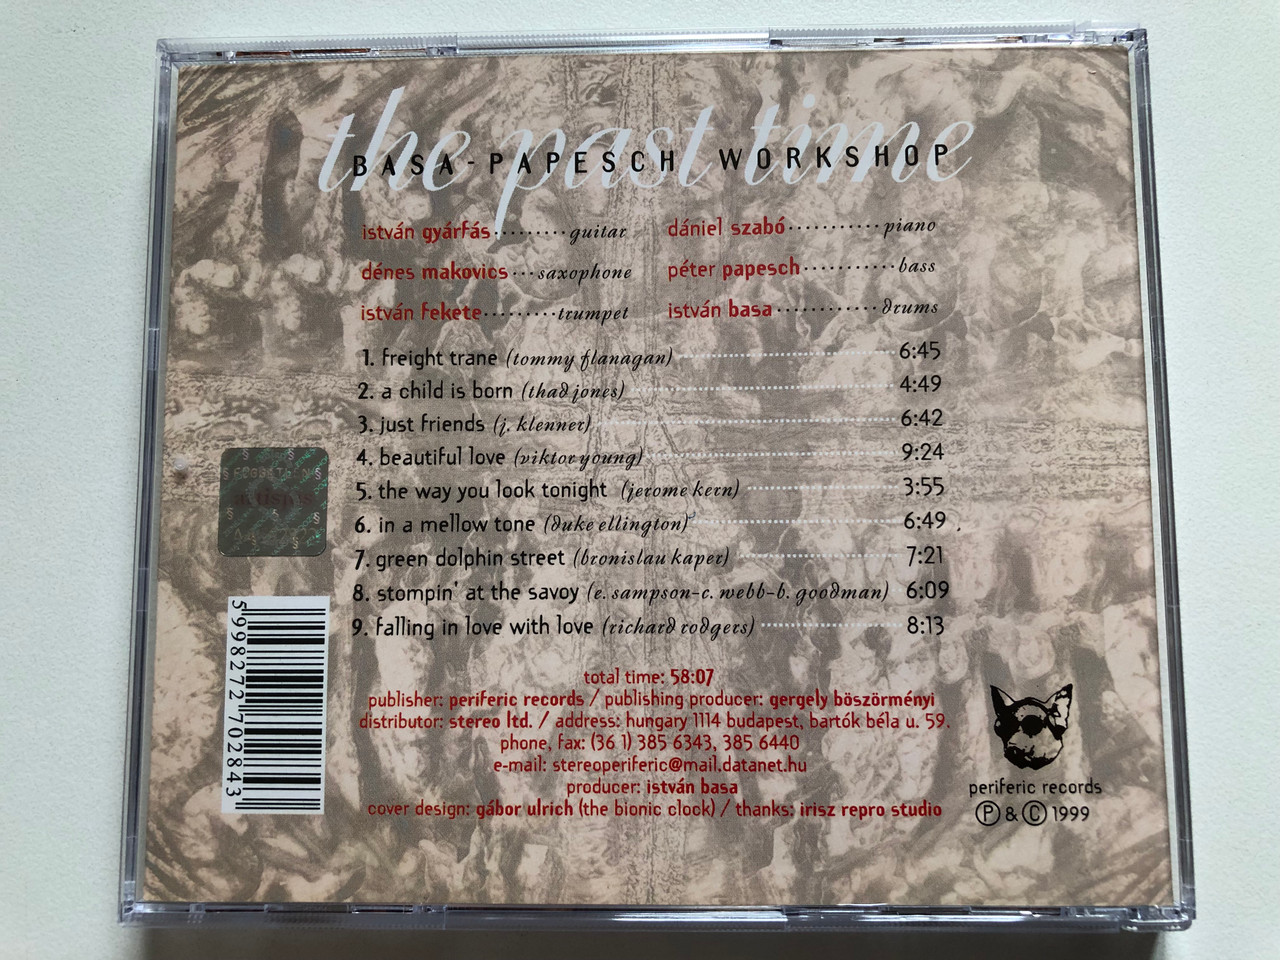 the past time
BASA-PAPESCH WORKSHOP
istván gyárfás·········guitar
dániel szabó···········piano
dénes makovics···saxophone
péter papesch···········bass
istván fekete·········trumpet
istván basa············drums
1. freight trane (tommy flanagan) 6:45
2. a child is born (thad jones) 4:49
3. just friends (j. klenner) 6:42
4. beautiful love (viktor young) 9:24
5. the way you look tonight (jerome kern) 3:55
6. in a mellow tone (duke ellington) 6:49
7. green dolphin street (bronislau kaper) 7:21
8. stompin' at the savoy (e. sampson-c. webb-b. goodman) 6:09
9. falling in love with love (richard rodgers) 8:13
total time: 58:07
publisher: periferic records / publishing producer: gergely böszörményi
distributor: stereo ltd. / address: hungary 1114 budapest, bartók béla u. 59.
phone, fax: (36 1) 385 6343, 385 6440
e-mail: stereoperiferic@mail.datanet.hu
producer: istván basa
cover design: gábor ulrich (the bionic clock) / thanks: irisz repro studio
periferic records
Ⓟ & Ⓒ 1999
5 998272 702843
artisjus